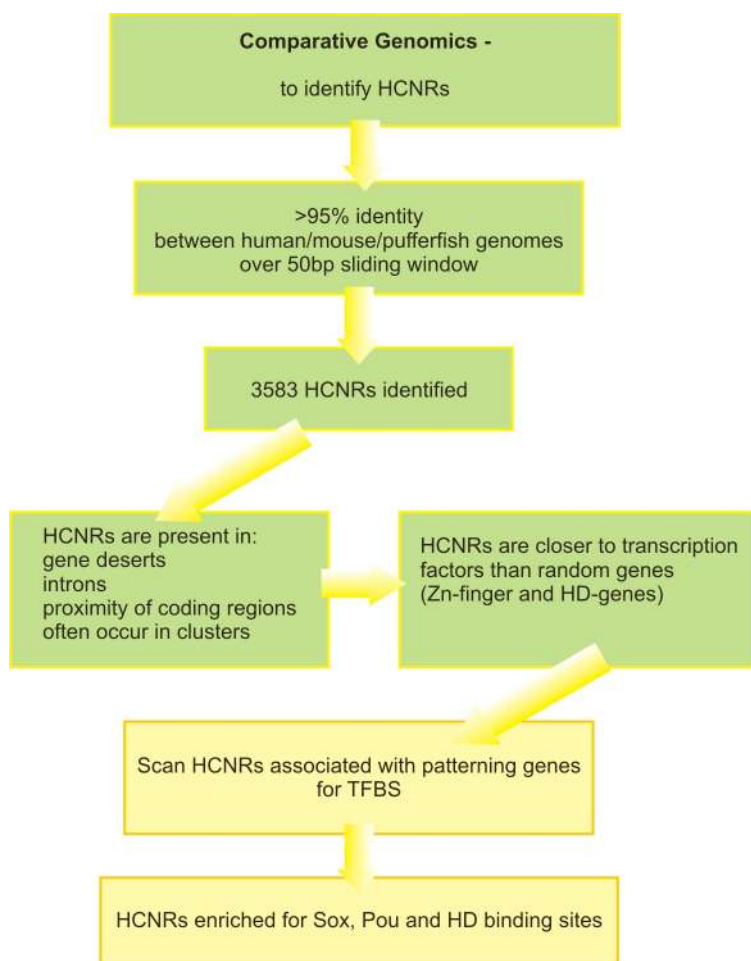 Comparative Genomics -
to identify HCNRs
>95% identity
between human/mouse/pufferfish genomes
over 50bp sliding window
3583 HCNRs identified
HCNRs are present in:
gene deserts
introns
proximity of coding regions
often occur in clusters
HCNRs are closer to transcription
factors than random genes
(Zn-finger and HD-genes)
Scan HCNRs associated with patterning genes
for TFBS
HCNRs enriched for Sox, Pou and HD binding sites